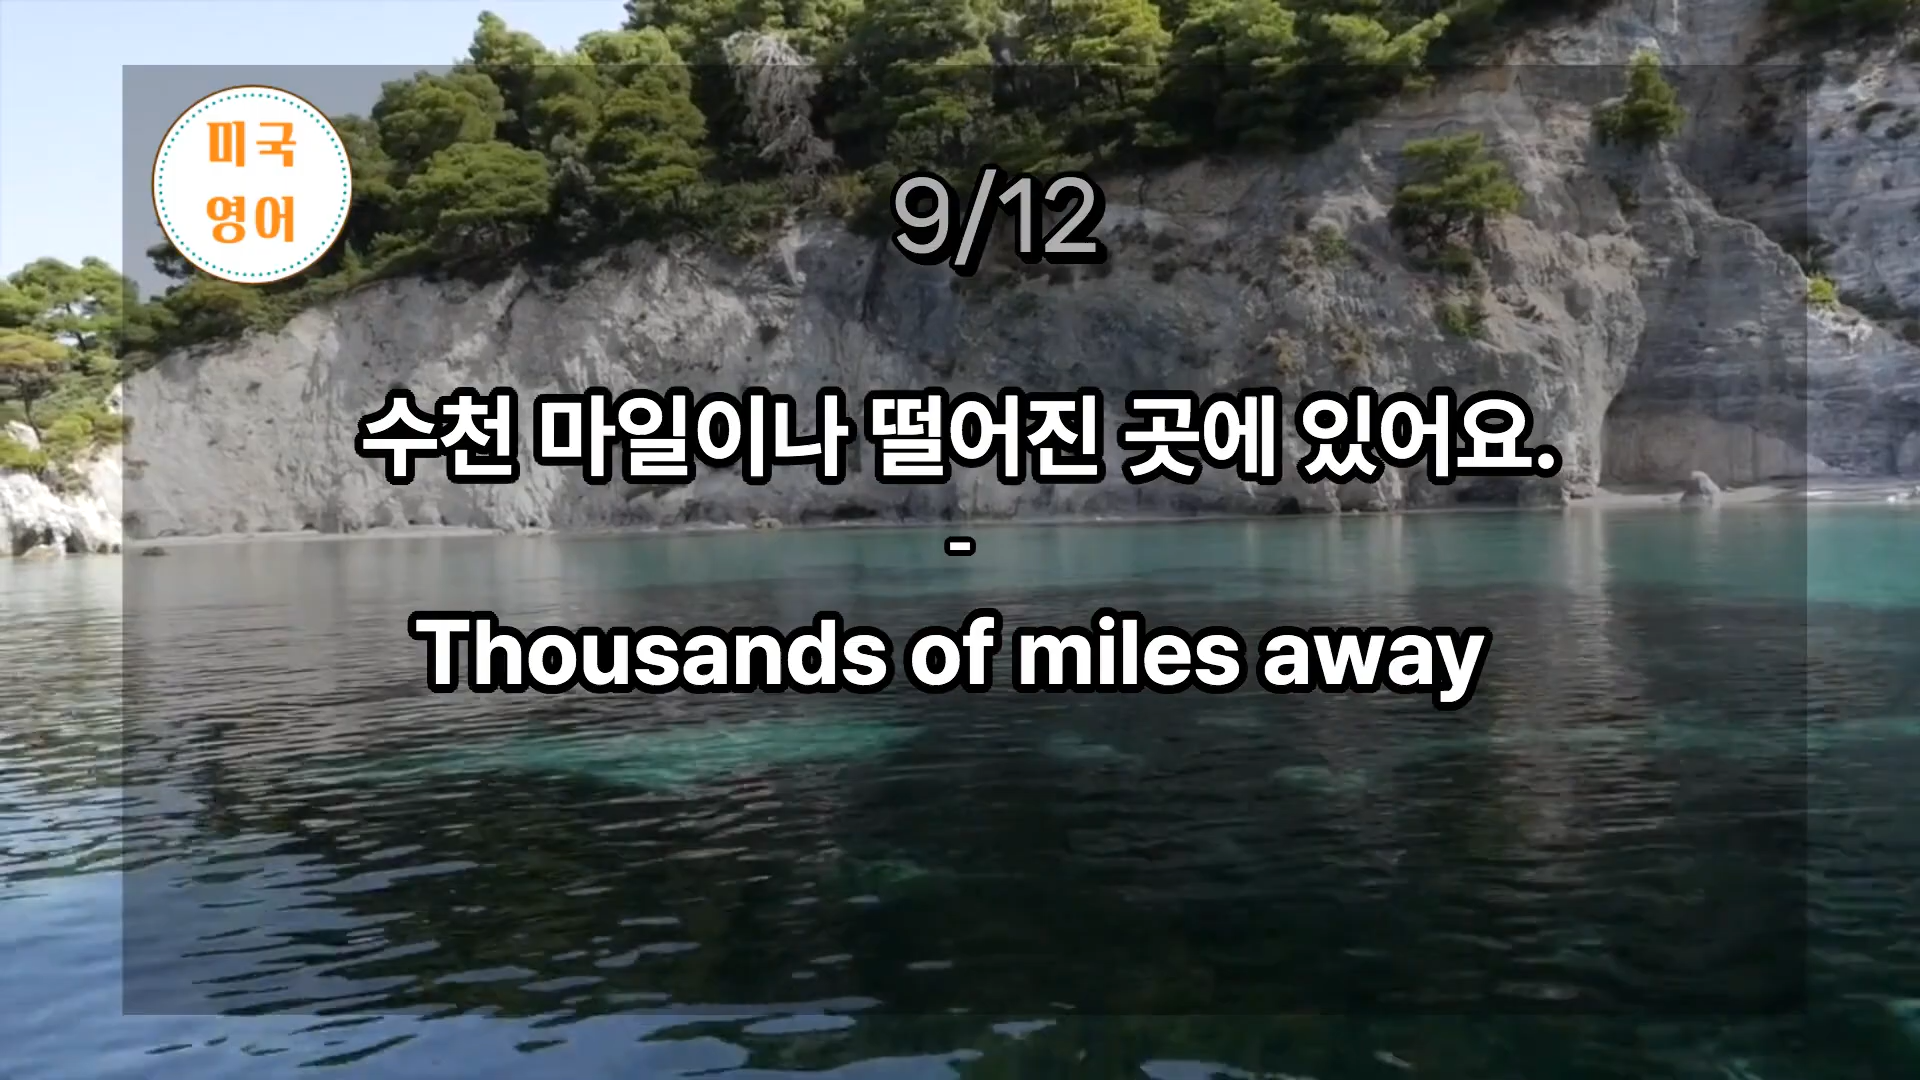 미국
영어
9/12
수천 마일이나 떨어진 곳에 있어요.
-
Thousands of miles away